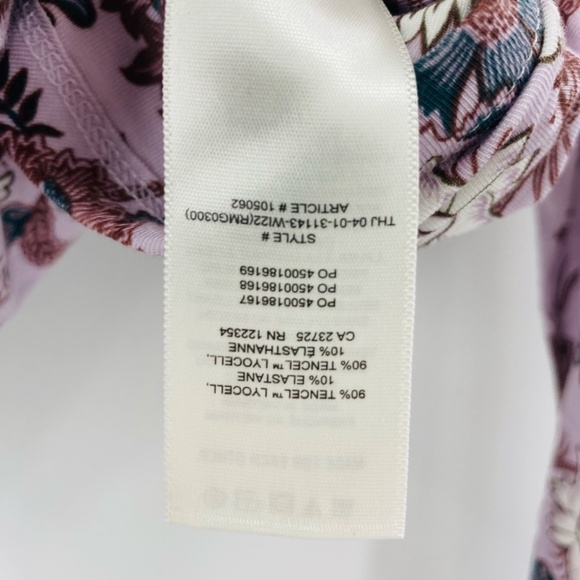 90% TENCEL™ LYOCELL,
10% ELASTANE
90% TENCEL™ LYOCELL,
10% ÉLASTHANNE
CA 23725 RN 122354
PO 4500186167
PO 4500186168
PO 4500186169
STYLE #
THJ 04-01-31143-WI22(RMG0300)
ARTICLE # 105062